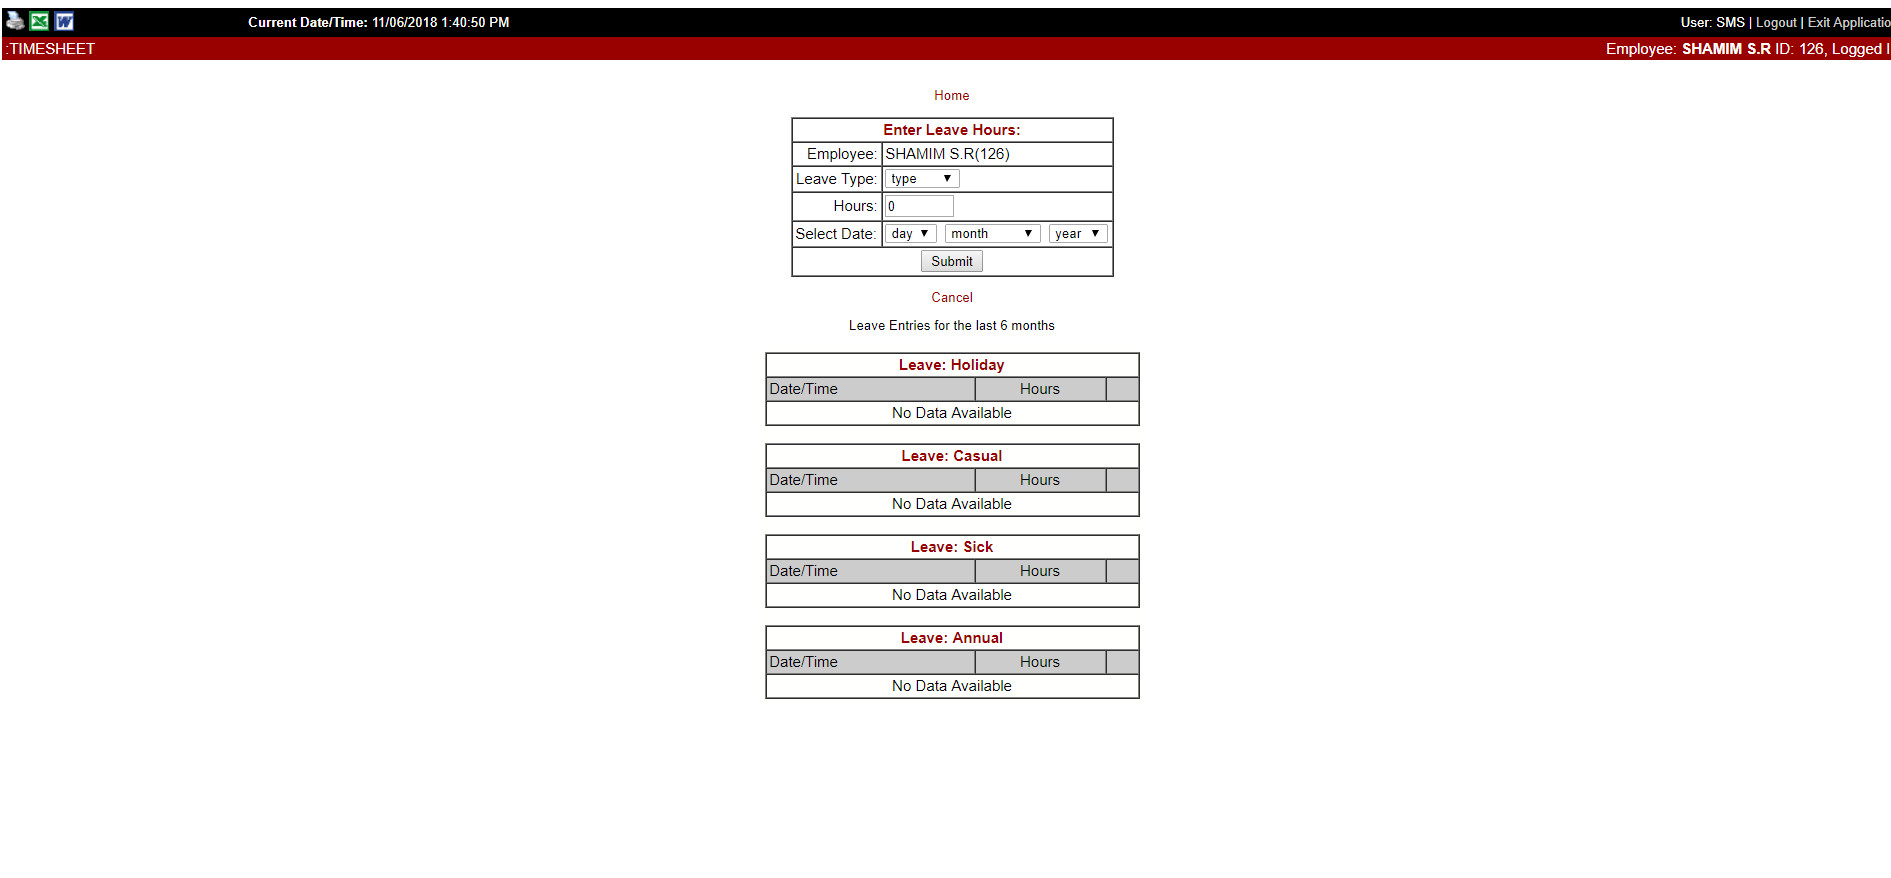 Current Date/Time: 11/06/2018 1:40:50 PM
User: SMS | Logout | Exit Applicatio
:TIMESHEET
Employee: SHAMIM S.R ID: 126, Logged I
Home
Enter Leave Hours:
Employee: SHAMIM S.R(126)
Leave Type: type
Hours: 0
Select Date: day month year
Submit
Cancel
Leave Entries for the last 6 months
Leave: Holiday
Date/Time Hours
No Data Available
Leave: Casual
Date/Time Hours
No Data Available
Leave: Sick
Date/Time Hours
No Data Available
Leave: Annual
Date/Time Hours
No Data Available